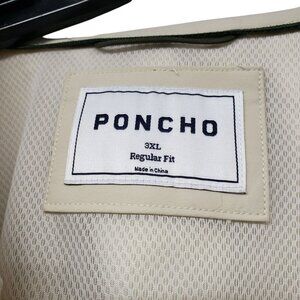 PONCHO
3XL
Regular Fit
Made in China